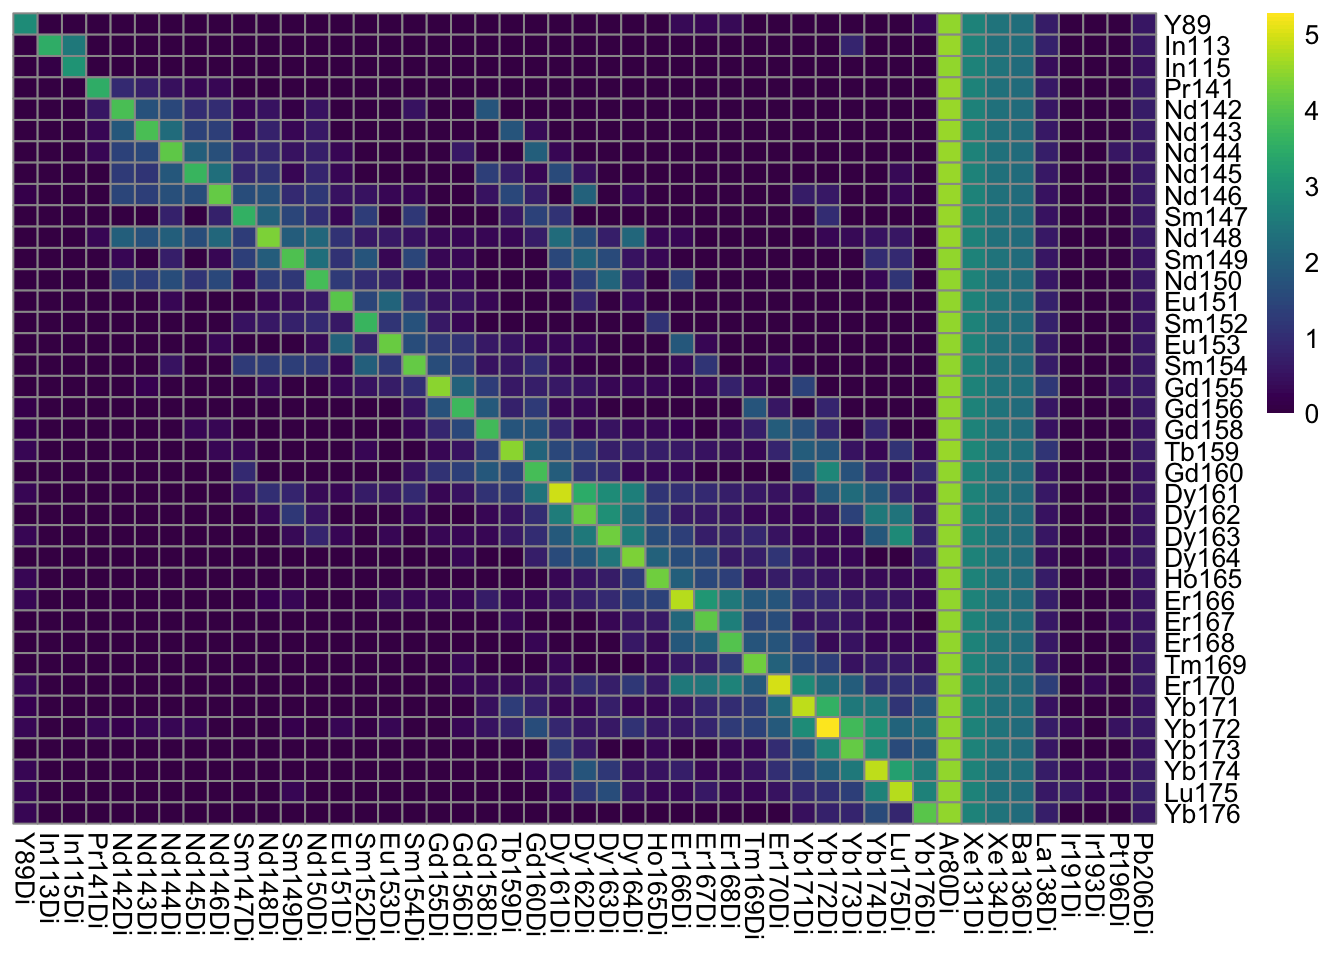 Y89
In113
In115
Pr141
Nd142
Nd143
Nd144
Nd145
Nd146
Sm147
Nd148
Sm149
Nd150
Eu151
Sm152
Eu153
Sm154
Gd155
Gd156
Gd158
Tb159
Gd160
Dy161
Dy162
Dy163
Dy164
Ho165
Er166
Er167
Er168
Tm169
Er170
Yb171
Yb172
Yb173
Yb174
Lu175
Yb176
5
4
3
2
1
0
Y89Di
In113Di
In115Di
Pr141Di
Nd142Di
Nd143Di
Nd144Di
Nd145Di
Nd146Di
Sm147Di
Nd148Di
Sm149Di
Nd150Di
Eu151Di
Sm152Di
Eu153Di
Sm154Di
Gd155Di
Gd156Di
Gd158Di
Tb159Di
Gd160Di
Dy161Di
Dy162Di
Dy163Di
Dy164Di
Ho165Di
Er166Di
Er167Di
Er168Di
Tm169Di
Er170Di
Yb171Di
Yb172Di
Yb173Di
Yb174Di
Lu175Di
Yb176Di
Ar80Di
Xe131Di
Xe134Di
Ba136Di
La138Di
Ir191Di
Ir193Di
Pt196Di
Pb206Di